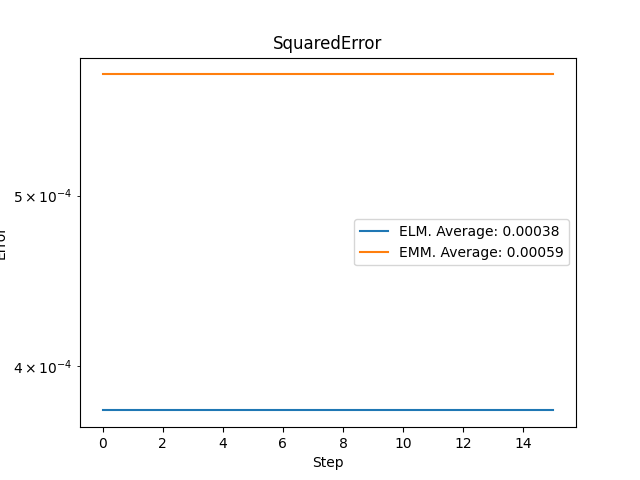 SquaredError
5 × 10⁻⁴
Error
ELM. Average: 0.00038
EMM. Average: 0.00059
4 × 10⁻⁴
0 2 4 6 8 10 12 14
Step